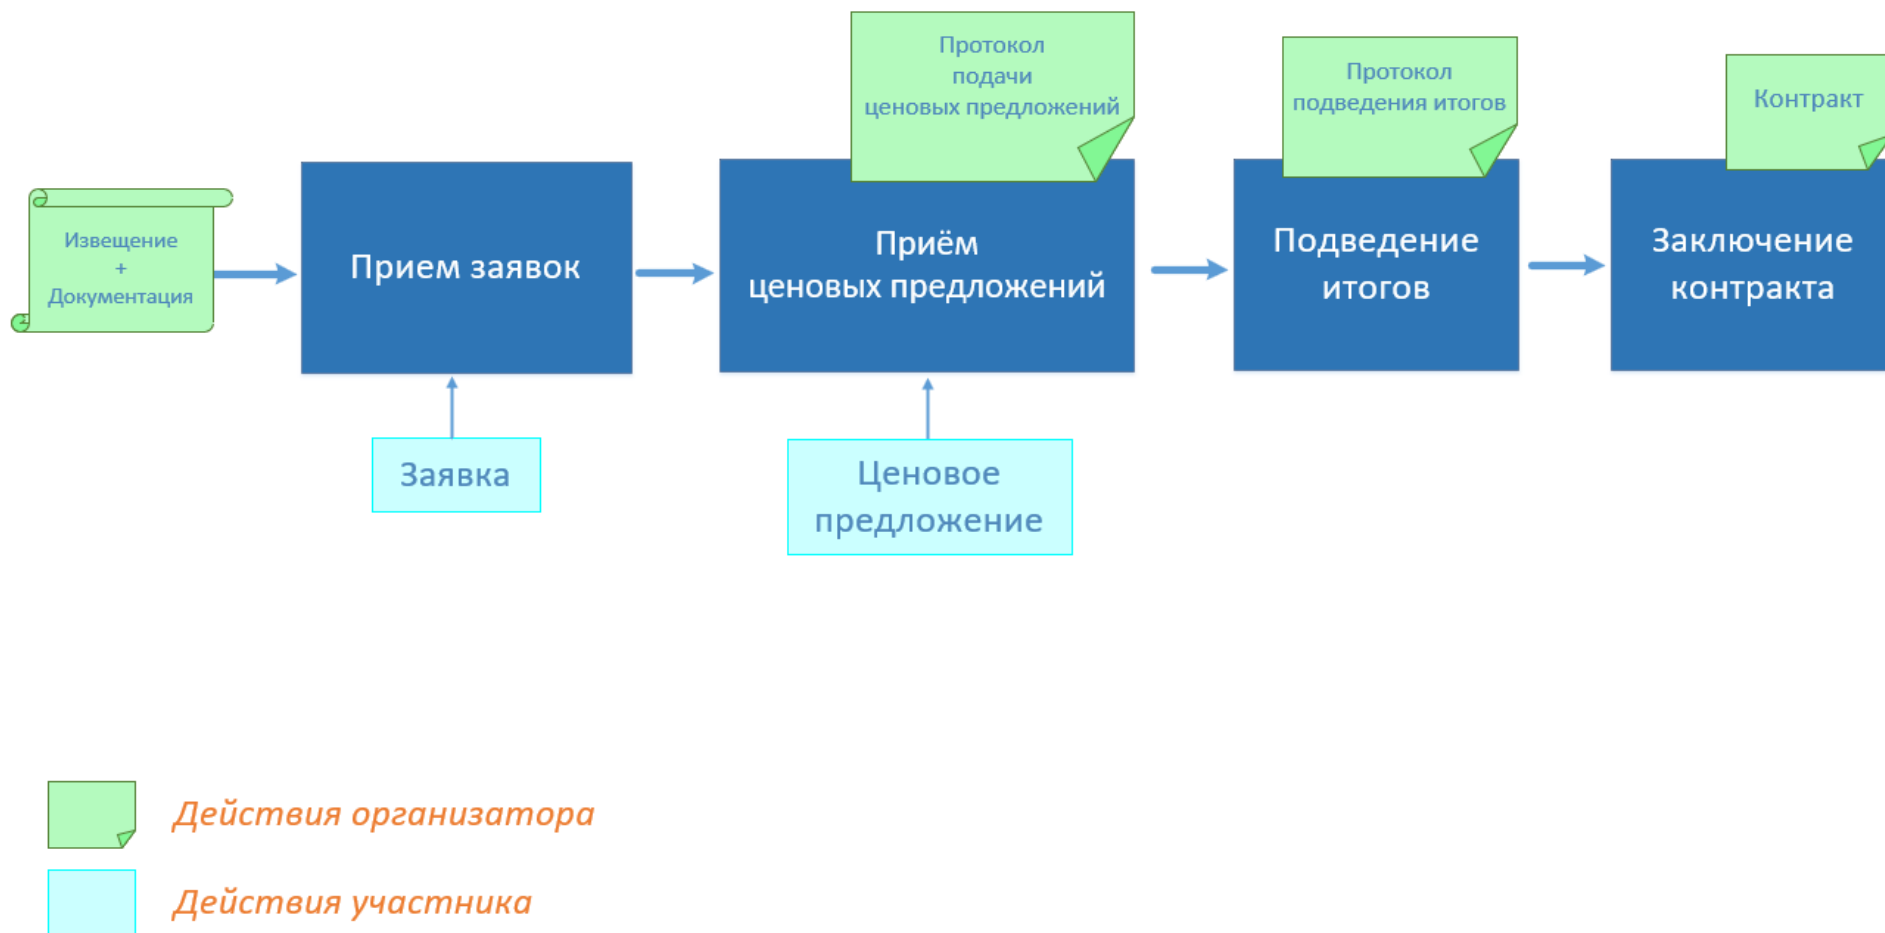 Протокол
подачи
ценовых предложений
Протокол
подведения итогов
Контракт
Извещение
+
Документация
Прием заявок
Приём
ценовых предложений
Подведение
итогов
Заключение
контракта
Заявка
Ценовое
предложение
Действия организатора
Действия участника